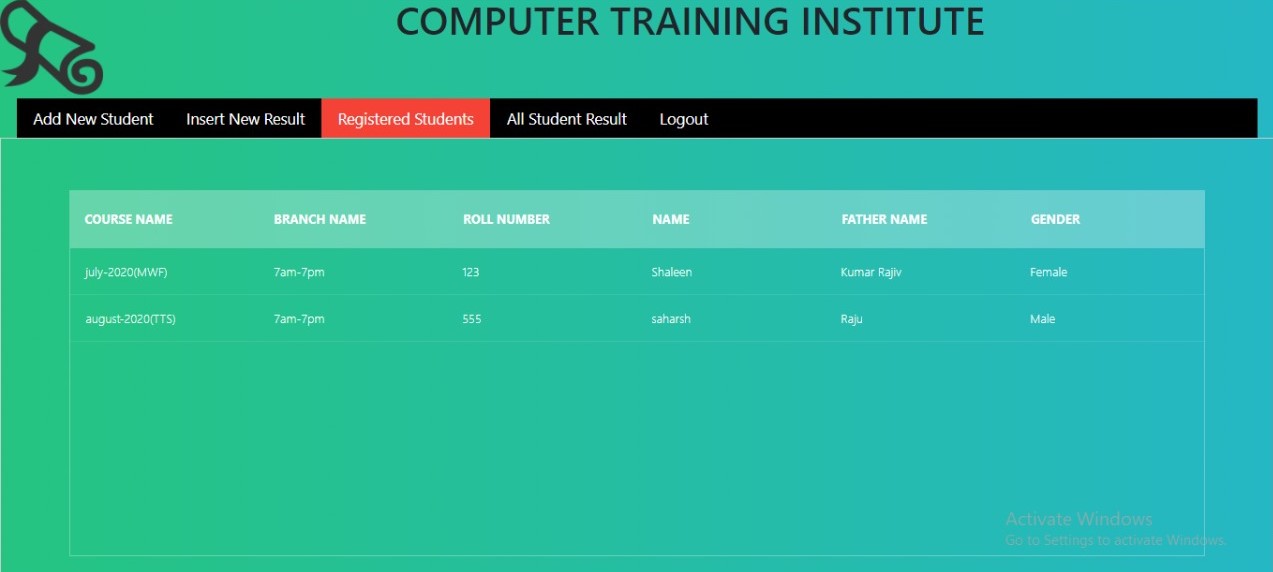 COMPUTER TRAINING INSTITUTE
Add New Student Insert New Result Registered Students All Student Result Logout
COURSE NAME BRANCH NAME ROLL NUMBER NAME FATHER NAME GENDER
july-2020(MWF) 7am-7pm 123 Shaleen Kumar Rajiv Female
august-2020(TTS) 7am-7pm 555 saharsh Raju Male
Activate Windows
Go to Settings to activate Windows.